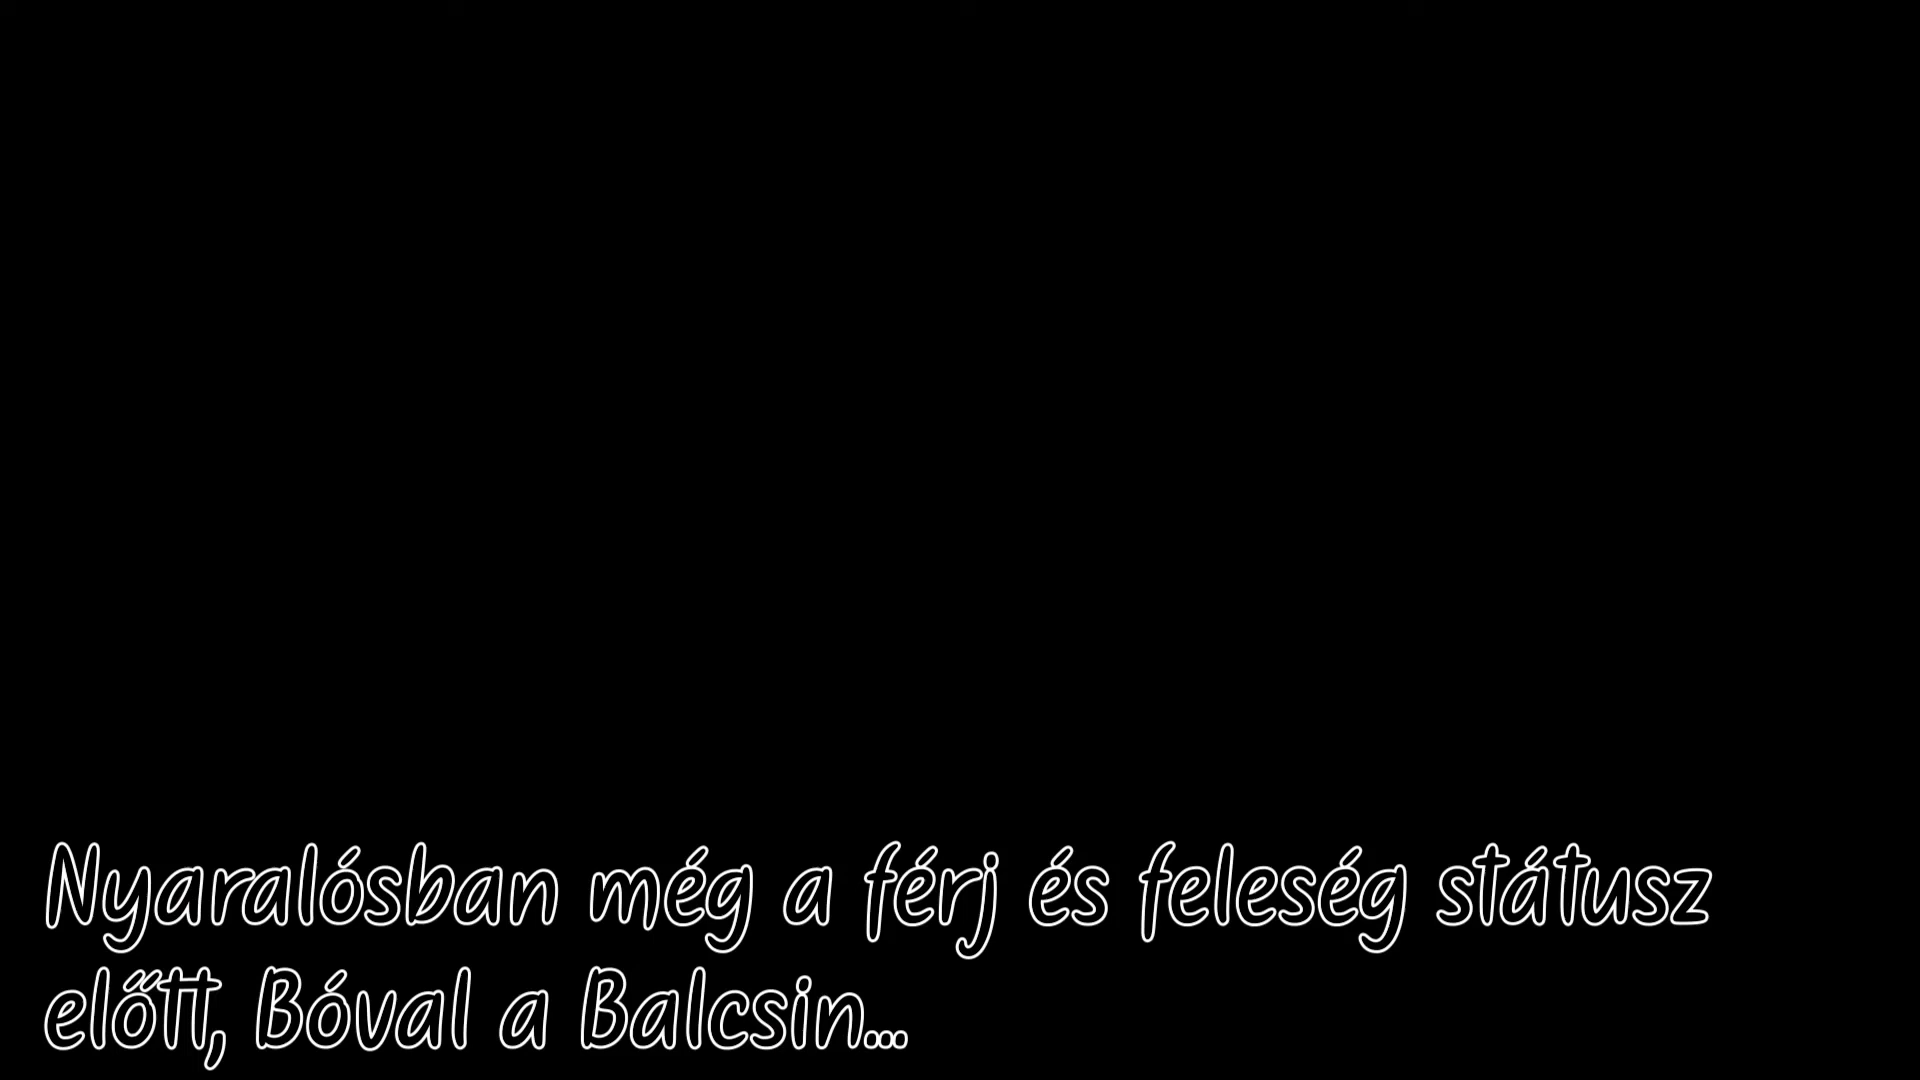 Nyaralósban még a férj és feleség státusz
előtt, Bóval a Balcsin...